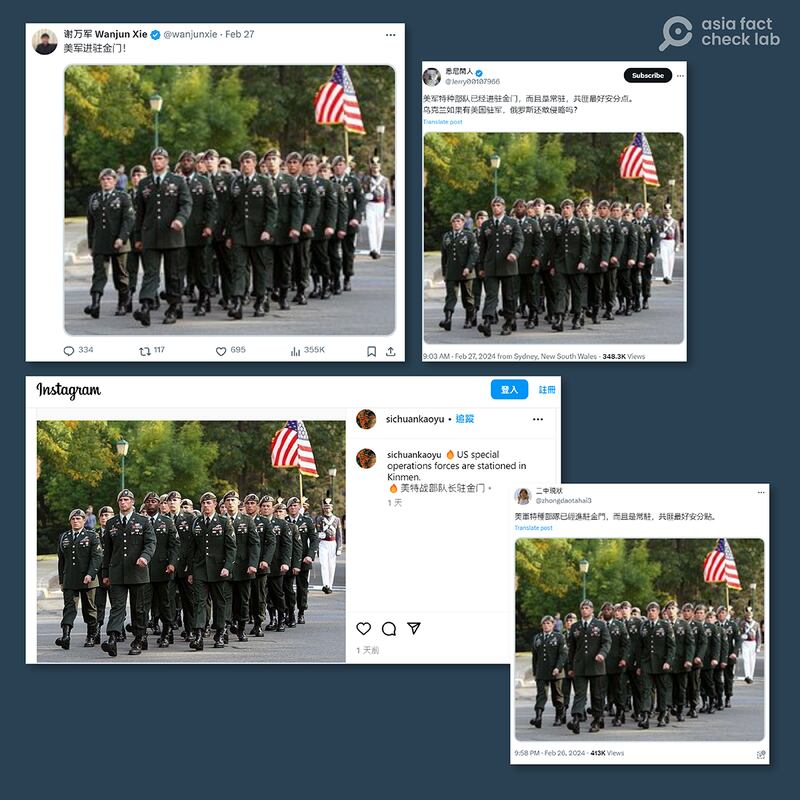 asia fact
check lab
谢万军 Wanjun Xie @wanjunxie · Feb 27
美军进驻金门！
334 117 695 355K
悉尼閒人
@Jerry00107966
Subscribe
美军特种部队已经进驻金门，而且是常驻，共匪最好安分点。
乌克兰如果有美国驻军，俄罗斯还敢侵略吗？
Translate post
9:03 AM · Feb 27, 2024 from Sydney, New South Wales · 348.3K Views
Instagram
登入 註冊
sichuankaoyu • 追蹤
sichuankaoyu 🔥US special
operations forces are stationed in
Kinmen.
🔥美特战部队长驻金门。
1 天
1 天前
二中現狀
@zhongdaotahai3
美軍特種部隊已經進駐金門，而且是常駐，共匪最好安分點。
Translate post
9:58 PM · Feb 26, 2024 · 413K Views